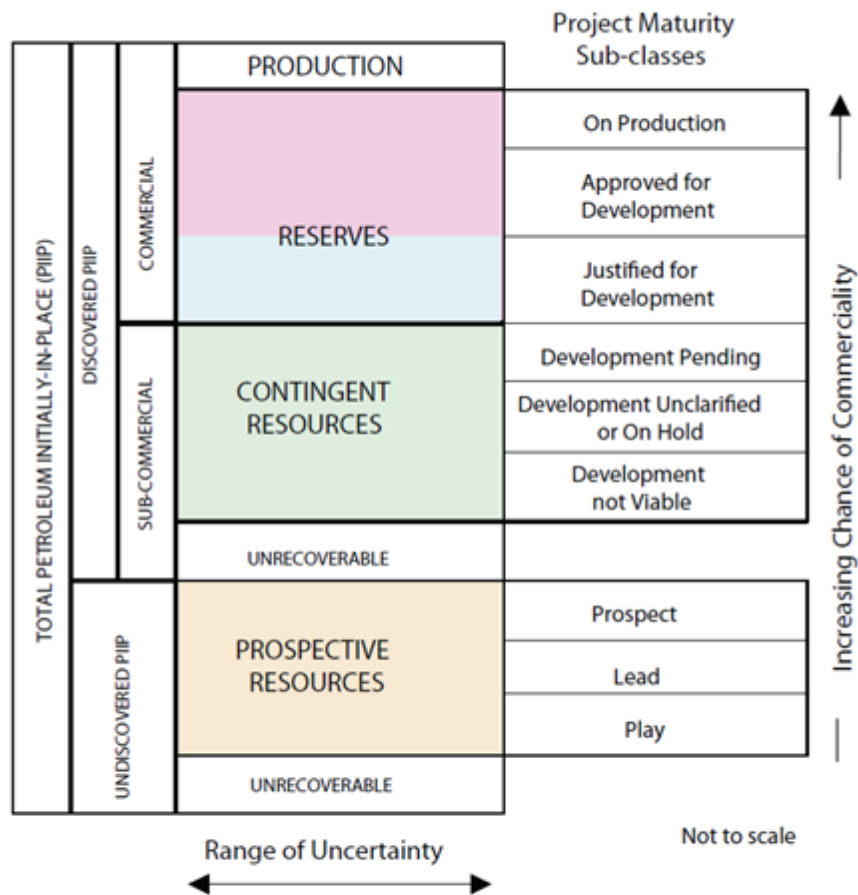 Project Maturity
Sub-classes
PRODUCTION
On Production
Approved for
Development
RESERVES
Justified for
Development
Development Pending
CONTINGENT
RESOURCES
Development Unclarified
or On Hold
Development
not Viable
UNRECOVERABLE
Prospect
PROSPECTIVE
RESOURCES
Lead
Play
UNRECOVERABLE
TOTAL PETROLEUM INITIALLY-IN-PLACE (PIIP)
DISCOVERED PIIP
UNDISCOVERED PIIP
COMMERCIAL
SUB-COMMERCIAL
Increasing Chance of Commerciality
Range of Uncertainty
Not to scale